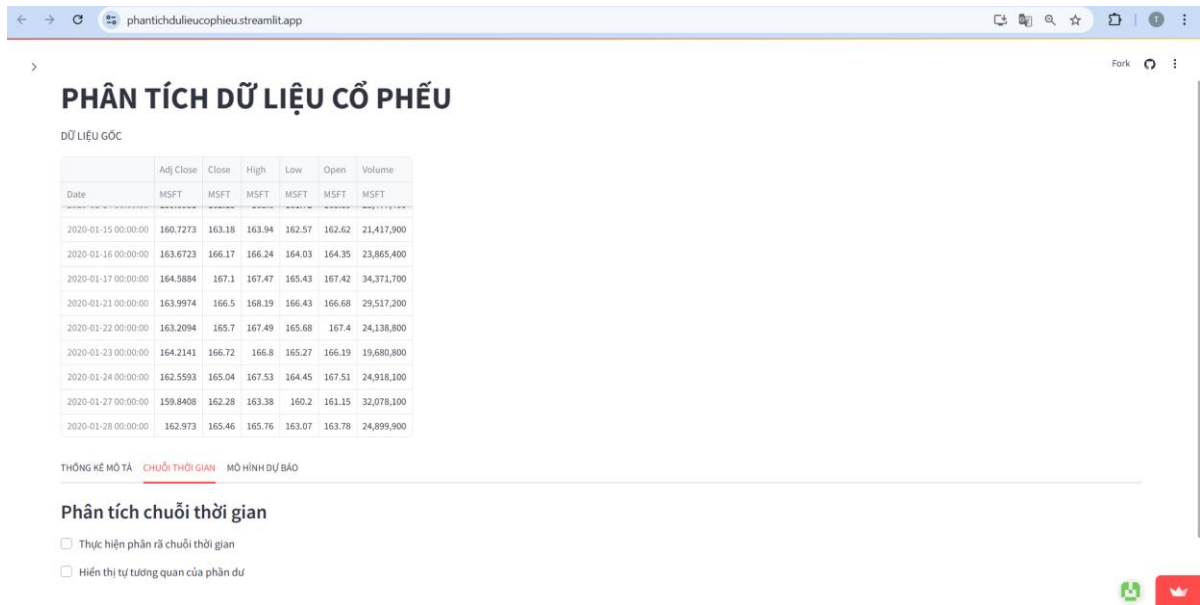 phantichdulieucophieu.streamlit.app
T
Fork
PHÂN TÍCH DỮ LIỆU CỔ PHẾU
DỮ LIỆU GỐC
Adj Close Close High Low Open Volume
Date MSFT MSFT MSFT MSFT MSFT MSFT
2020-01-15 00:00:00 160.7273 163.18 163.94 162.57 162.62 21,417,900
2020-01-16 00:00:00 163.6723 166.17 166.24 164.03 164.35 23,865,400
2020-01-17 00:00:00 164.5884 167.1 167.47 165.43 167.42 34,371,700
2020-01-21 00:00:00 163.9974 166.5 168.19 166.43 166.68 29,517,200
2020-01-22 00:00:00 163.2094 165.7 167.49 165.68 167.4 24,138,800
2020-01-23 00:00:00 164.2141 166.72 166.8 165.27 166.19 19,680,800
2020-01-24 00:00:00 162.5593 165.04 167.53 164.45 167.51 24,918,100
2020-01-27 00:00:00 159.8408 162.28 163.38 160.2 161.15 32,078,100
2020-01-28 00:00:00 162.973 165.46 165.76 163.07 163.78 24,899,900
THỐNG KÊ MÔ TẢ CHUỖI THỜI GIAN MÔ HÌNH DỰ BÁO
Phân tích chuỗi thời gian
Thực hiện phân rã chuỗi thời gian
Hiển thị tự tương quan của phần dư